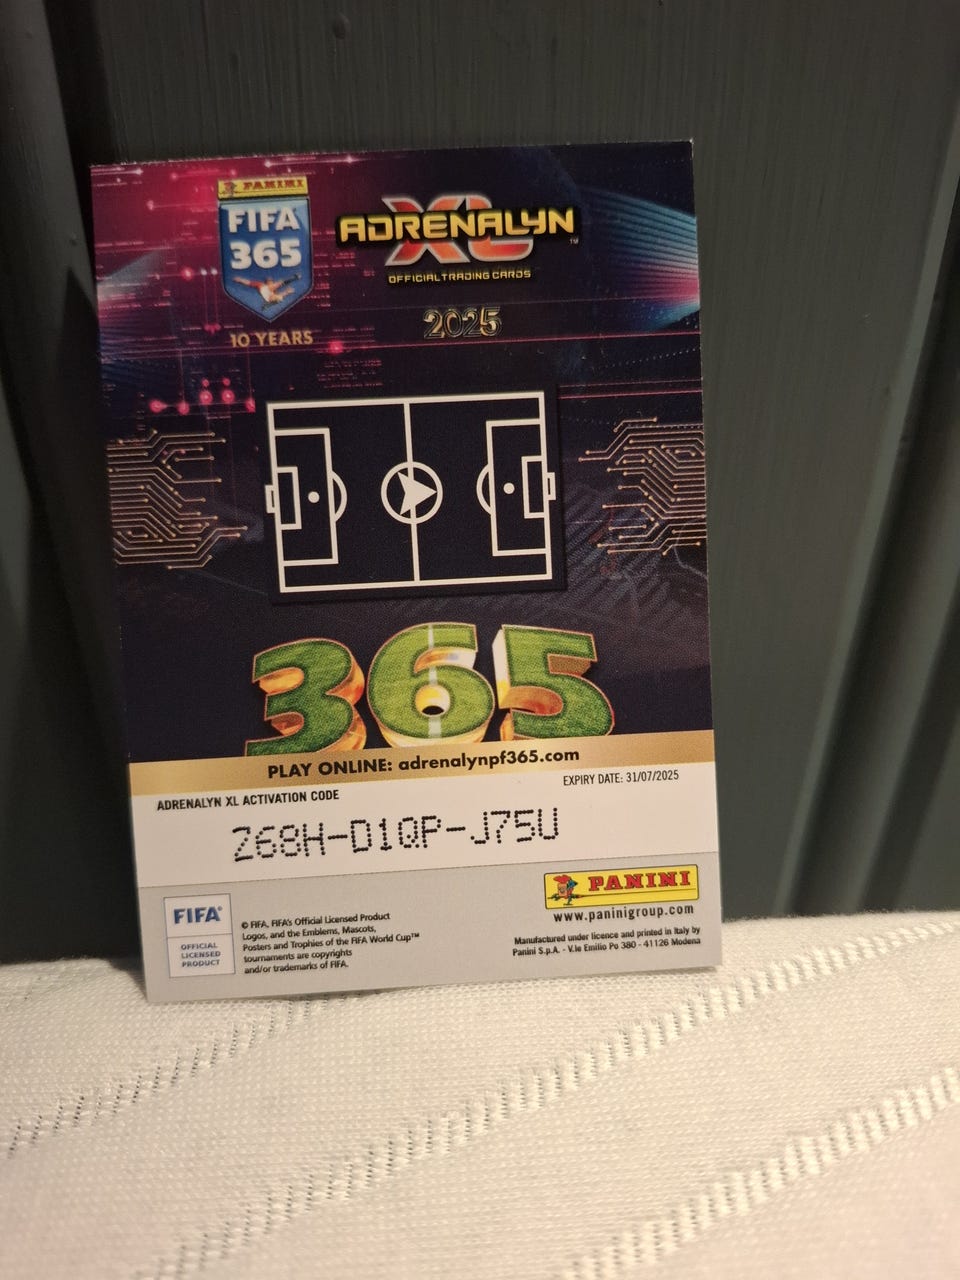 PANINI
FIFA
365
10 YEARS
ADRENALYN
XL™
OFFICIAL TRADING CARDS
2025
365
PLAY ONLINE: adrenalynpf365.com
EXPIRY DATE: 31/07/2025
ADRENALYN XL ACTIVATION CODE
Z68H-D1QP-J75U
FIFA®
OFFICIAL
LICENSED
PRODUCT
© FIFA, FIFA's Official Licensed Product
Logos, and the Emblems, Mascots,
Posters and Trophies of the FIFA World Cup™
tournaments are copyrights
and/or trademarks of FIFA.
PANINI
www.paninigroup.com
Manufactured under licence and printed in Italy by
Panini S.p.A. - V.le Emilio Po 380 - 41126 Modena